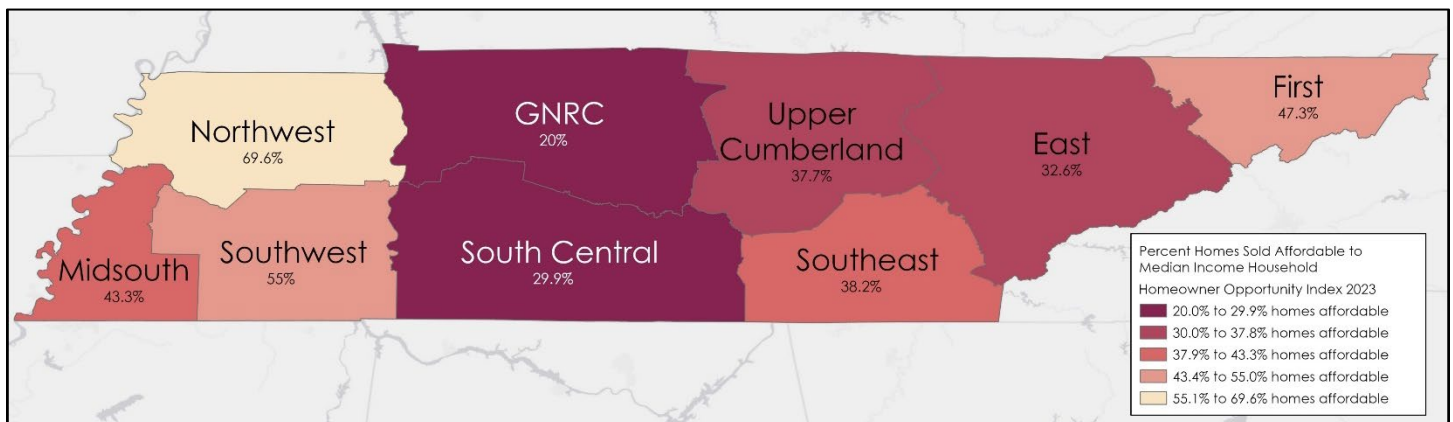 Northwest
69.6%
GNRC
20%
Upper
Cumberland
37.7%
East
32.6%
First
47.3%
Midsouth
43.3%
Southwest
55%
South Central
29.9%
Southeast
38.2%
Percent Homes Sold Affordable to
Median Income Household
Homeowner Opportunity Index 2023
20.0% to 29.9% homes affordable
30.0% to 37.8% homes affordable
37.9% to 43.3% homes affordable
43.4% to 55.0% homes affordable
55.1% to 69.6% homes affordable